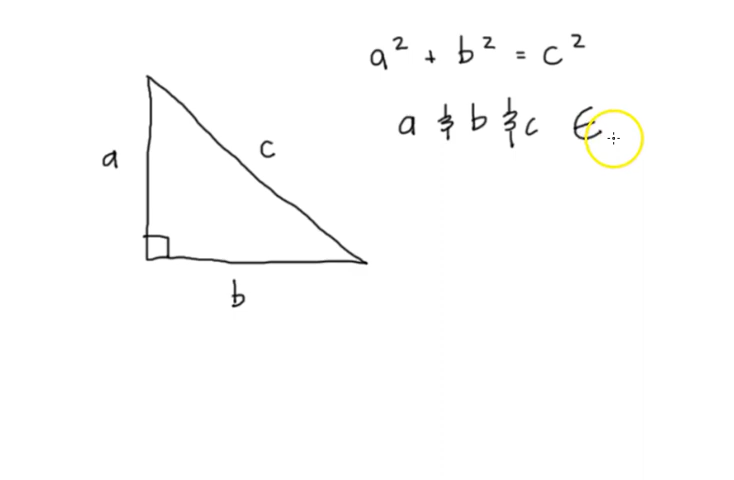 a² + b² = c²
a & b & c ∈
a
c
b